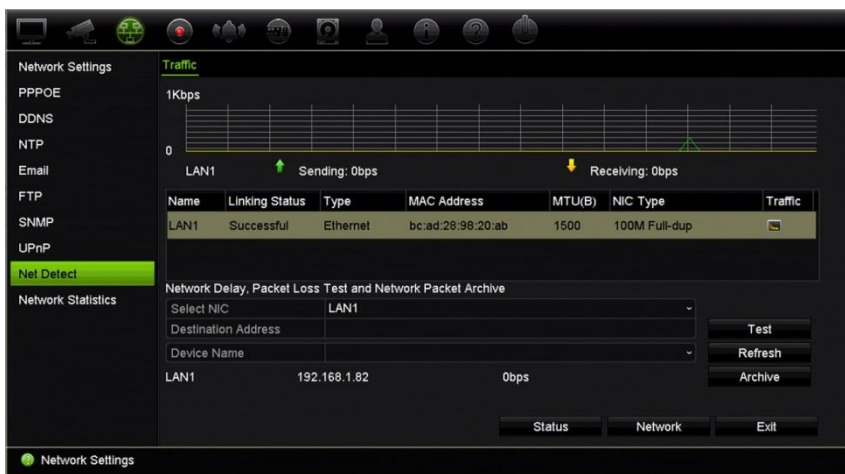 Network Settings
PPPOE
DDNS
NTP
Email
FTP
SNMP
UPnP
Net Detect
Network Statistics
Traffic
1Kbps
0
LAN1 Sending: 0bps Receiving: 0bps
Name Linking Status Type MAC Address MTU(B) NIC Type Traffic
LAN1 Successful Ethernet bc:ad:28:98:20:ab 1500 100M Full-dup
Network Delay, Packet Loss Test and Network Packet Archive
Select NIC LAN1
Destination Address Test
Device Name Refresh
LAN1 192.168.1.82 0bps Archive
Status Network Exit
Network Settings